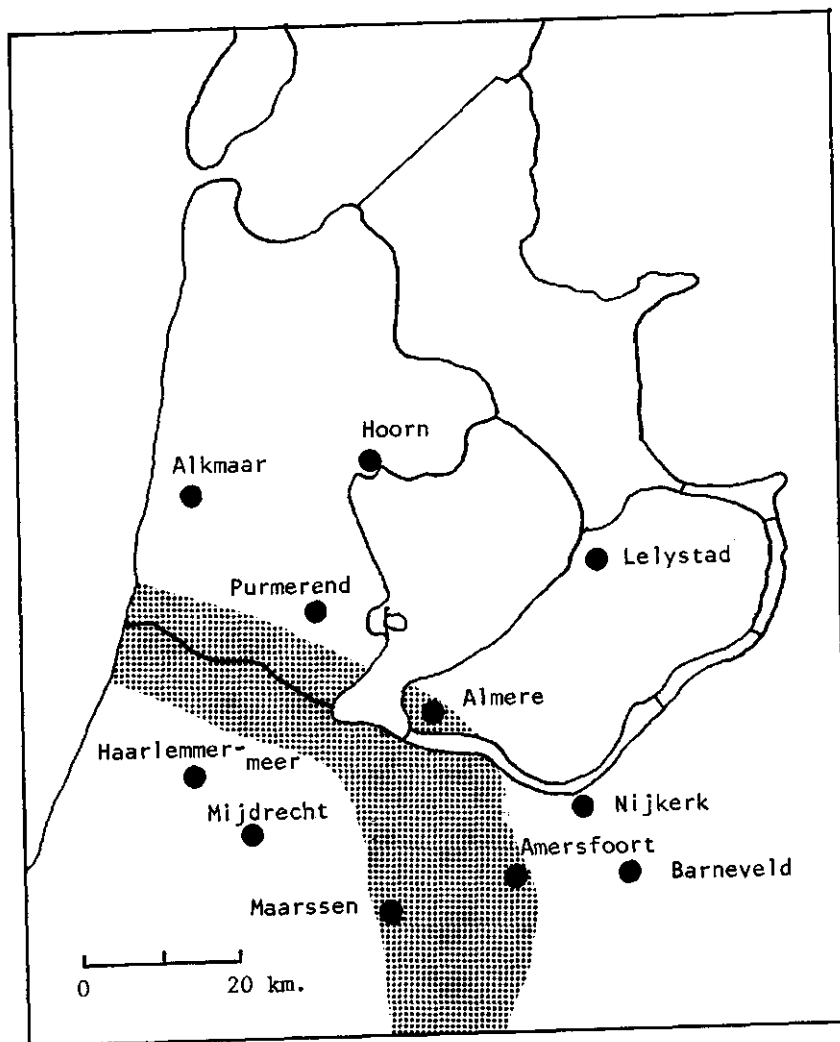 Hoorn
Alkmaar
Lelystad
Purmerend
Almere
Haarlemmer-meer
Nijkerk
Mijdrecht
Amersfoort
Barneveld
Maarssen
0 20 km.